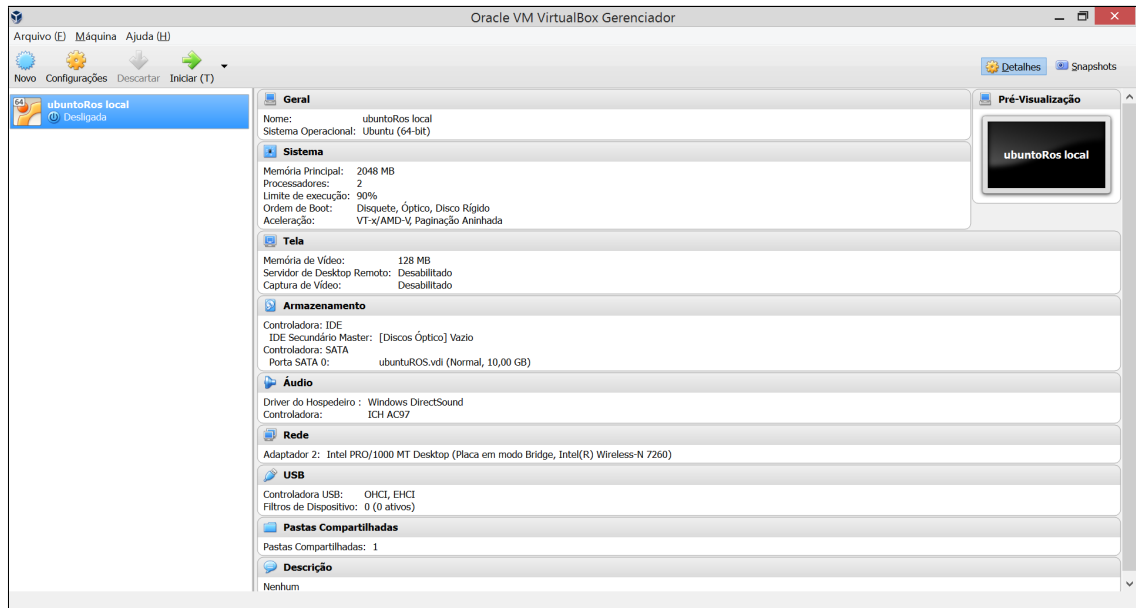 Oracle VM VirtualBox Gerenciador
Arquivo (F) Máquina Ajuda (H)
Novo Configurações Descartar Iniciar (T)
Detalhes Snapshots
64
ubuntoRos local
Desligada
Geral
Nome: ubuntoRos local
Sistema Operacional: Ubuntu (64-bit)
Pré-Visualização
ubuntoRos local
Sistema
Memória Principal: 2048 MB
Processadores: 2
Limite de execução: 90%
Ordem de Boot: Disquete, Óptico, Disco Rígido
Aceleração: VT-x/AMD-V, Paginação Aninhada
Tela
Memória de Vídeo: 128 MB
Servidor de Desktop Remoto: Desabilitado
Captura de Vídeo: Desabilitado
Armazenamento
Controladora: IDE
IDE Secundário Master: [Discos Óptico] Vazio
Controladora: SATA
Porta SATA 0: ubuntuROS.vdi (Normal, 10,00 GB)
Áudio
Driver do Hospedeiro : Windows DirectSound
Controladora: ICH AC97
Rede
Adaptador 2: Intel PRO/1000 MT Desktop (Placa em modo Bridge, Intel(R) Wireless-N 7260)
USB
Controladora USB: OHCI, EHCI
Filtros de Dispositivo: 0 (0 ativos)
Pastas Compartilhadas
Pastas Compartilhadas: 1
Descrição
Nenhum